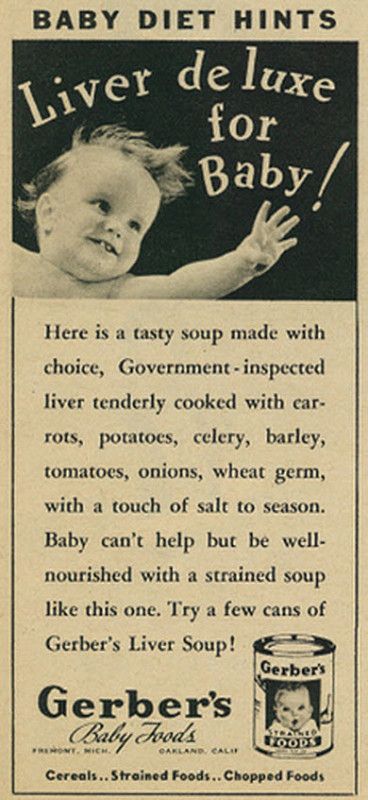 BABY DIET HINTS
Liver de luxe
for
Baby!
Here is a tasty soup made with
choice, Government-inspected
liver tenderly cooked with car-
rots, potatoes, celery, barley,
tomatoes, onions, wheat germ,
with a touch of salt to season.
Baby can't help but be well-
nourished with a strained soup
like this one. Try a few cans of
Gerber's Liver Soup!
Gerber's
STRAINED
FOODS
Gerber's
Baby Foods
FREMONT, MICH. OAKLAND, CALIF
Cereals..Strained Foods..Chopped Foods